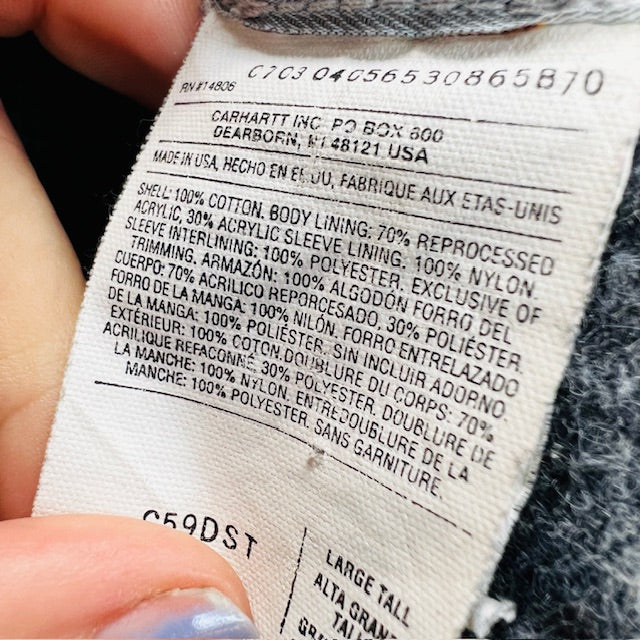 RN #14806 C703 04056530865B70
CARHARTT INC. PO BOX 600
DEARBORN, MI 48121 USA
MADE IN USA, HECHO EN EE.UU, FABRIQUE AUX ETAS-UNIS
SHELL: 100% COTTON. BODY LINING: 70% REPROCESSED
ACRYLIC, 30% ACRYLIC SLEEVE LINING: 100% NYLON.
SLEEVE INTERLINING: 100% POLYESTER. EXCLUSIVE OF
TRIMMING. ARMAZÓN: 100% ALGODÓN FORRO DEL
CUERPO: 70% ACRILICO REPORCESADO, 30% POLIÉSTER.
FORRO DE LA MANGA: 100% NILÓN. FORRO ENTRELAZADO
DE LA MANGA: 100% POLIÉSTER. SIN INCLUIR ADORNO
EXTÉRIEUR: 100% COTON. DOUBLURE DU CORPS: 70%
ACRILIQUE REFACONNÉ 30% POLYESTER. DOUBLURE DE
LA MANCHE: 100% NYLON. ENTREDOUBLURE DE LA
MANCHE: 100% POLYESTER. SANS GARNITURE.
C59DST
LARGE TALL
ALTA